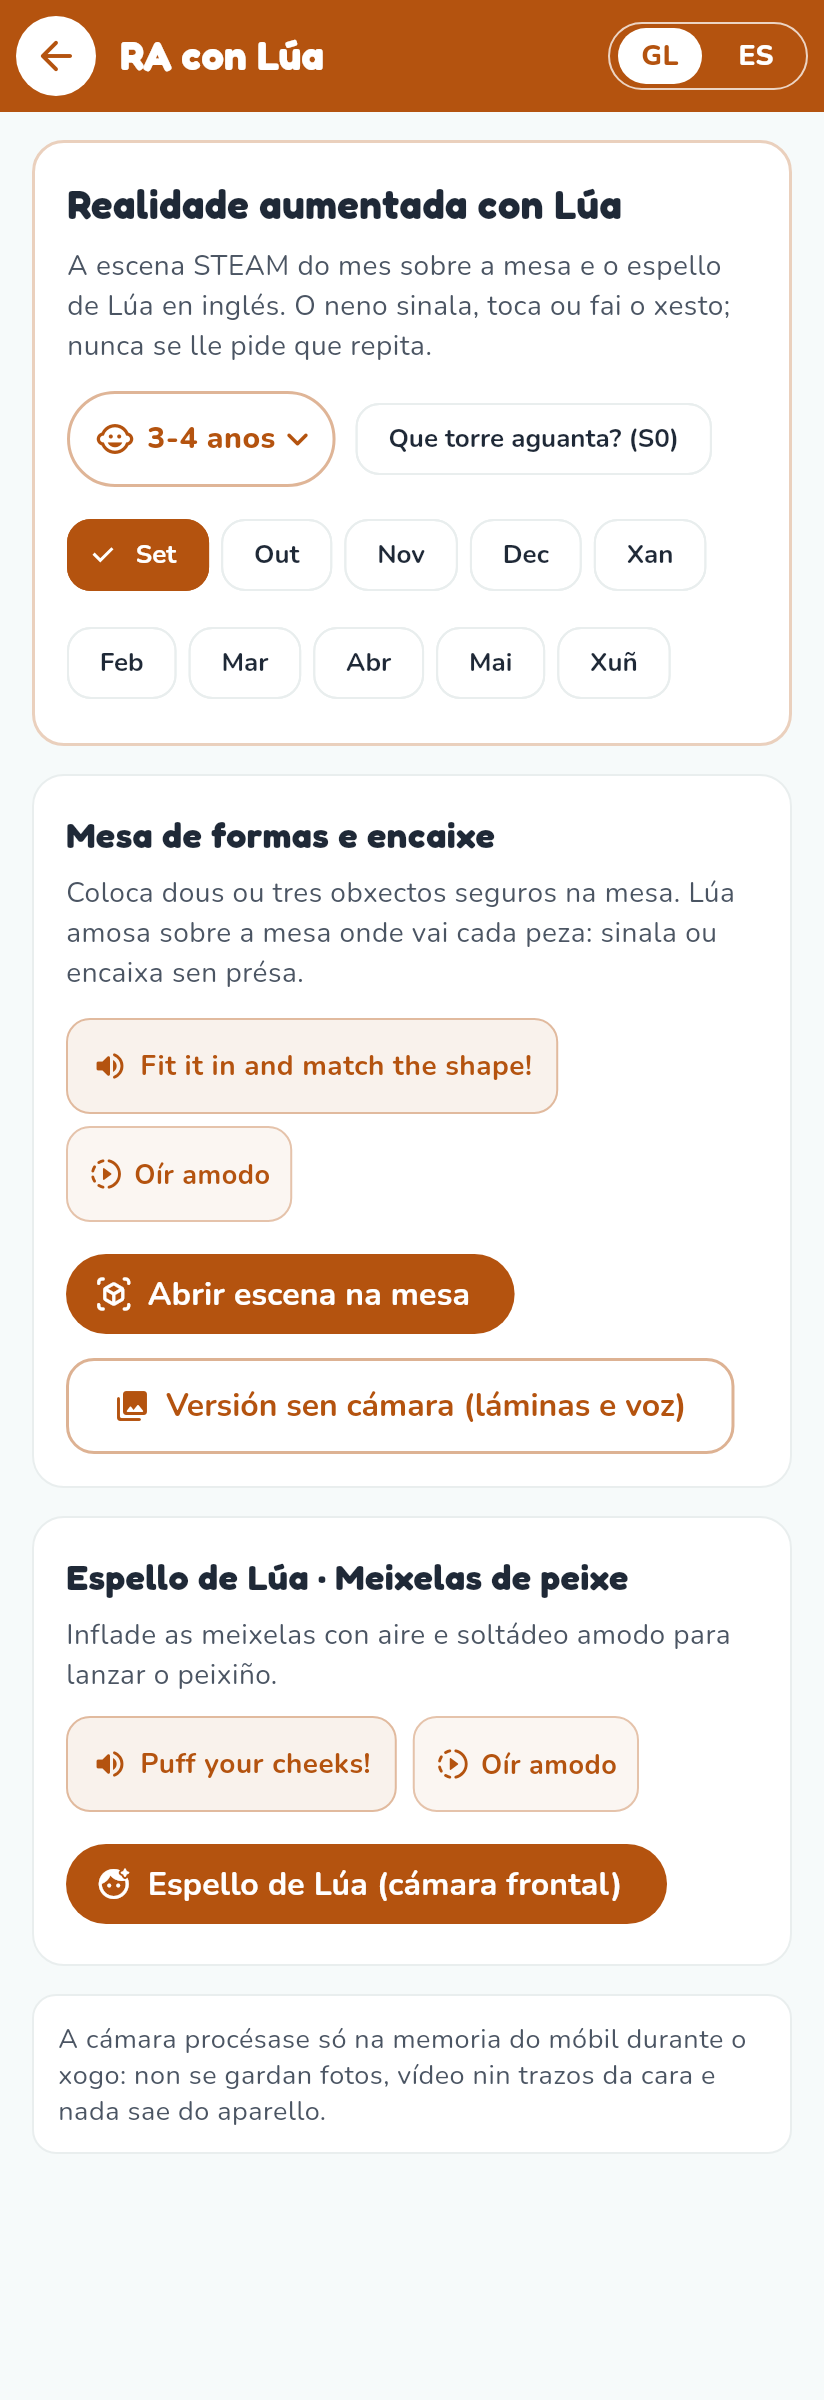 RA con Lúa
GL
ES
Realidade aumentada con Lúa
A escena STEAM do mes sobre a mesa e o espello
de Lúa en inglés. O neno sinala, toca ou fai o xesto;
nunca se lle pide que repita.
3-4 anos
Que torre aguanta? (S0)
Set
Out
Nov
Dec
Xan
Feb
Mar
Abr
Mai
Xuñ
Mesa de formas e encaixe
Coloca dous ou tres obxectos seguros na mesa. Lúa
amosa sobre a mesa onde vai cada peza: sinala ou
encaixa sen présa.
Fit it in and match the shape!
Oír amodo
Abrir escena na mesa
Versión sen cámara (láminas e voz)
Espello de Lúa · Meixelas de peixe
Inflade as meixelas con aire e soltádeo amodo para
lanzar o peixiño.
Puff your cheeks!
Oír amodo
Espello de Lúa (cámara frontal)
A cámara procésase só na memoria do móbil durante o
xogo: non se gardan fotos, vídeo nin trazos da cara e
nada sae do aparello.